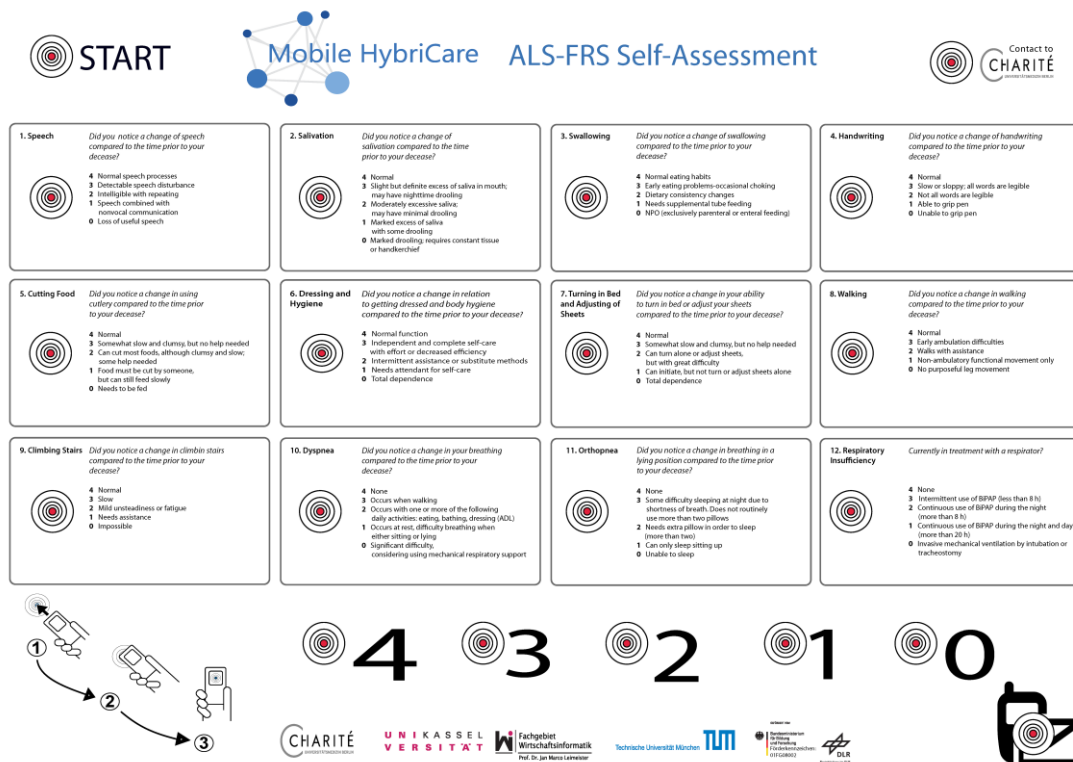 START
Mobile HybriCare
ALS-FRS Self-Assessment
Contact to
CHARITÉ
UNIVERSITÄTSMEDIZIN BERLIN
1. Speech
Did you notice a change of speech
compared to the time prior to your
decease?
4 Normal speech processes
3 Detectable speech disturbance
2 Intelligible with repeating
1 Speech combined with
nonvocal communication
0 Loss of useful speech
2. Salivation
Did you notice a change of
salivation compared to the time
prior to your decease?
4 Normal
3 Slight but definite excess of saliva in mouth;
may have nighttime drooling
2 Moderately excessive saliva;
may have minimal drooling
1 Marked excess of saliva
with some drooling
0 Marked drooling; requires constant tissue
or handkerchief
3. Swallowing
Did you notice a change of swallowing
compared to the time prior to your
decease?
4 Normal eating habits
3 Early eating problems-occasional choking
2 Dietary consistency changes
1 Needs supplemental tube feeding
0 NPO (exclusively parenteral or enteral feeding)
4. Handwriting
Did you notice a change of handwriting
compared to the time prior to your
decease?
4 Normal
3 Slow or sloppy; all words are legible
2 Not all words are legible
1 Able to grip pen
0 Unable to grip pen
5. Cutting Food
Did you notice a change in using
cutlery compared to the time prior
to your decease?
4 Normal
3 Somewhat slow and clumsy, but no help needed
2 Can cut most foods, although clumsy and slow;
some help needed
1 Food must be cut by someone,
but can still feed slowly
0 Needs to be fed
6. Dressing and
Hygiene
Did you notice a change in relation
to getting dressed and body hygiene
compared to the time prior to your decease?
4 Normal function
3 Independent and complete self-care
with effort or decreased efficiency
2 Intermittent assistance or substitute methods
1 Needs attendant for self-care
0 Total dependence
7. Turning in Bed
and Adjusting of
Sheets
Did you notice a change in your ability
to turn in bed or adjust your sheets
compared to the time prior to your decease?
4 Normal
3 Somewhat slow and clumsy, but no help needed
2 Can turn alone or adjust sheets,
but with great difficulty
1 Can initiate, but not turn or adjust sheets alone
0 Total dependence
8. Walking
Did you notice a change in walking
compared to the time prior to your
decease?
4 Normal
3 Early ambulation difficulties
2 Walks with assistance
1 Non-ambulatory functional movement only
0 No purposeful leg movement
9. Climbing Stairs
Did you notice a change in climbin stairs
compared to the time prior to your
decease?
4 Normal
3 Slow
2 Mild unsteadiness or fatigue
1 Needs assistance
0 Impossible
10. Dyspnea
Did you notice a change in your breathing
compared to the time prior to your
decease?
4 None
3 Occurs when walking
2 Occurs with one or more of the following
daily activities: eating, bathing, dressing (ADL)
1 Occurs at rest, difficulty breathing when
either sitting or lying
0 Significant difficulty,
considering using mechanical respiratory support
11. Orthopnea
Did you notice a change in breathing in a
lying position compared to the time prior
to your decease?
4 None
3 Some difficulty sleeping at night due to
shortness of breath. Does not routinely
use more than two pillows
2 Needs extra pillow in order to sleep
(more than two)
1 Can only sleep sitting up
0 Unable to sleep
12. Respiratory
Insufficiency
Currently in treatment with a respirator?
4 None
3 Intermittent use of BiPAP (less than 8 h)
2 Continuous use of BiPAP during the night
(more than 8 h)
1 Continuous use of BiPAP during the night and day
(more than 20 h)
0 Invasive mechanical ventilation by intubation or
tracheostomy
1
2
3
4
3
2
1
0
CHARITÉ
UNIVERSITÄTSMEDIZIN BERLIN
UNIKASSEL
VERSITÄT
Fachgebiet
Wirtschaftsinformatik
Prof. Dr. Jan Marco Leimeister
Technische Universität München
TUM
Bundesministerium
für Bildung
und Forschung
Förderkennzeichen:
01FG08002
DLR